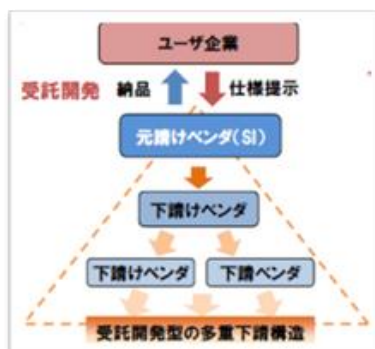 ユーザ企業
受託開発
納品
仕様提示
元請けベンダ(SI)
下請けベンダ
下請けベンダ
下請ベンダ
受託開発型の多重下請構造